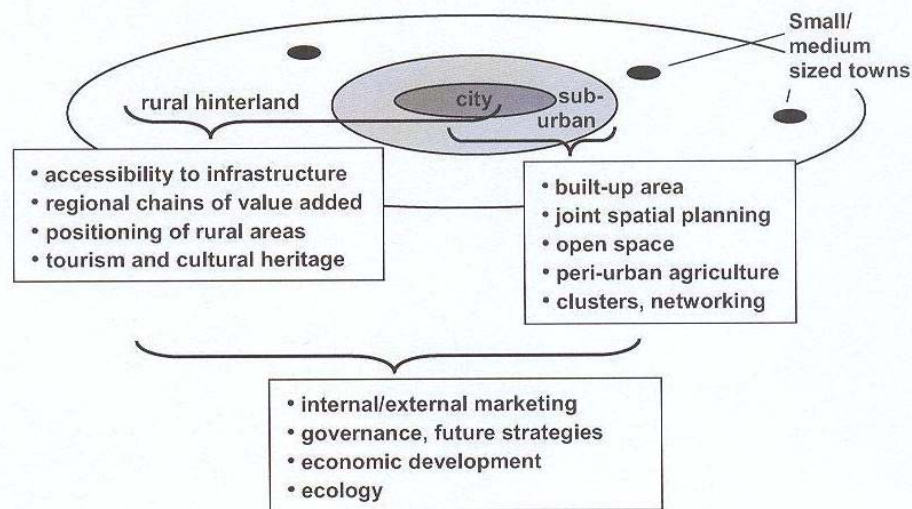 Small/
medium
sized towns
rural hinterland
city
sub-
urban
• accessibility to infrastructure
• regional chains of value added
• positioning of rural areas
• tourism and cultural heritage
• built-up area
• joint spatial planning
• open space
• peri-urban agriculture
• clusters, networking
• internal/external marketing
• governance, future strategies
• economic development
• ecology